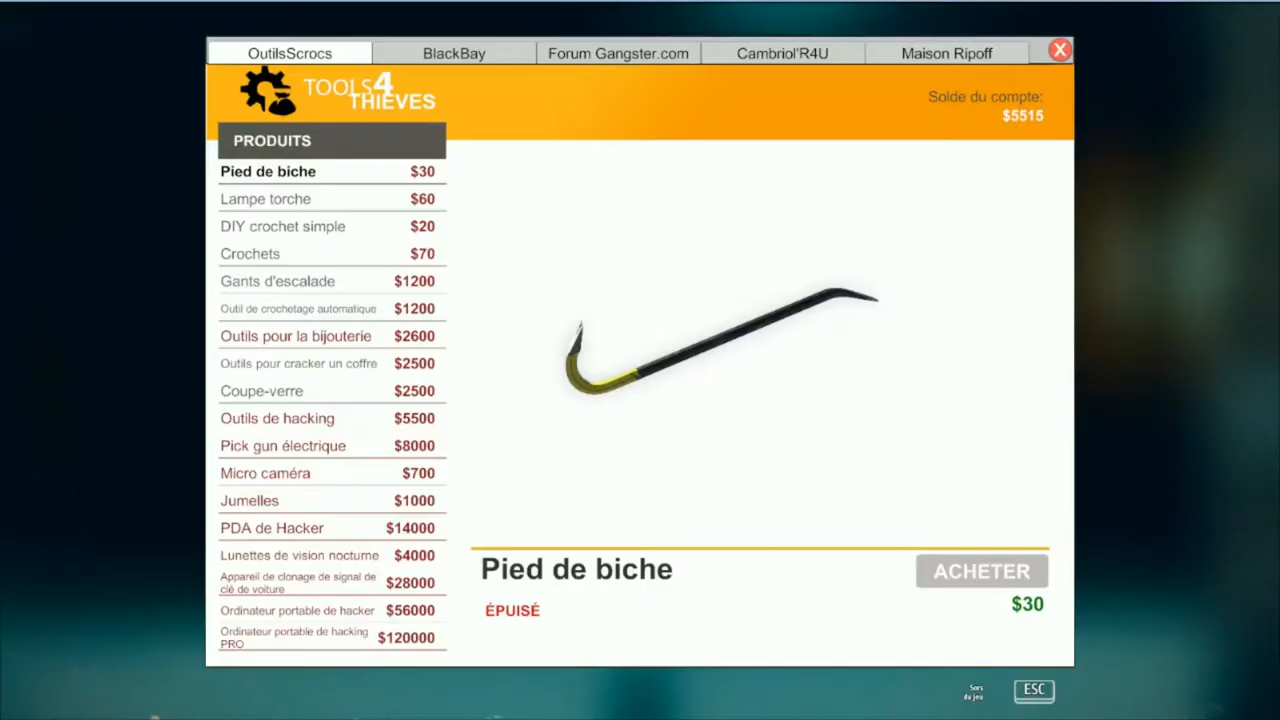 OutilsScrocs
BlackBay
Forum Gangster.com
Cambriol'R4U
Maison Ripoff
X
TOOLS4
THIEVES
Solde du compte:
$5515
PRODUITS
Pied de biche $30
Lampe torche $60
DIY crochet simple $20
Crochets $70
Gants d'escalade $1200
Outil de crochetage automatique $1200
Outils pour la bijouterie $2600
Outils pour cracker un coffre $2500
Coupe-verre $2500
Outils de hacking $5500
Pick gun électrique $8000
Micro caméra $700
Jumelles $1000
PDA de Hacker $14000
Lunettes de vision nocturne $4000
Appareil de clonage de signal de
clé de voiture $28000
Ordinateur portable de hacker $56000
Ordinateur portable de hacking
PRO $120000
Pied de biche
ACHETER
ÉPUISÉ
$30
Sors
du jeu
ESC